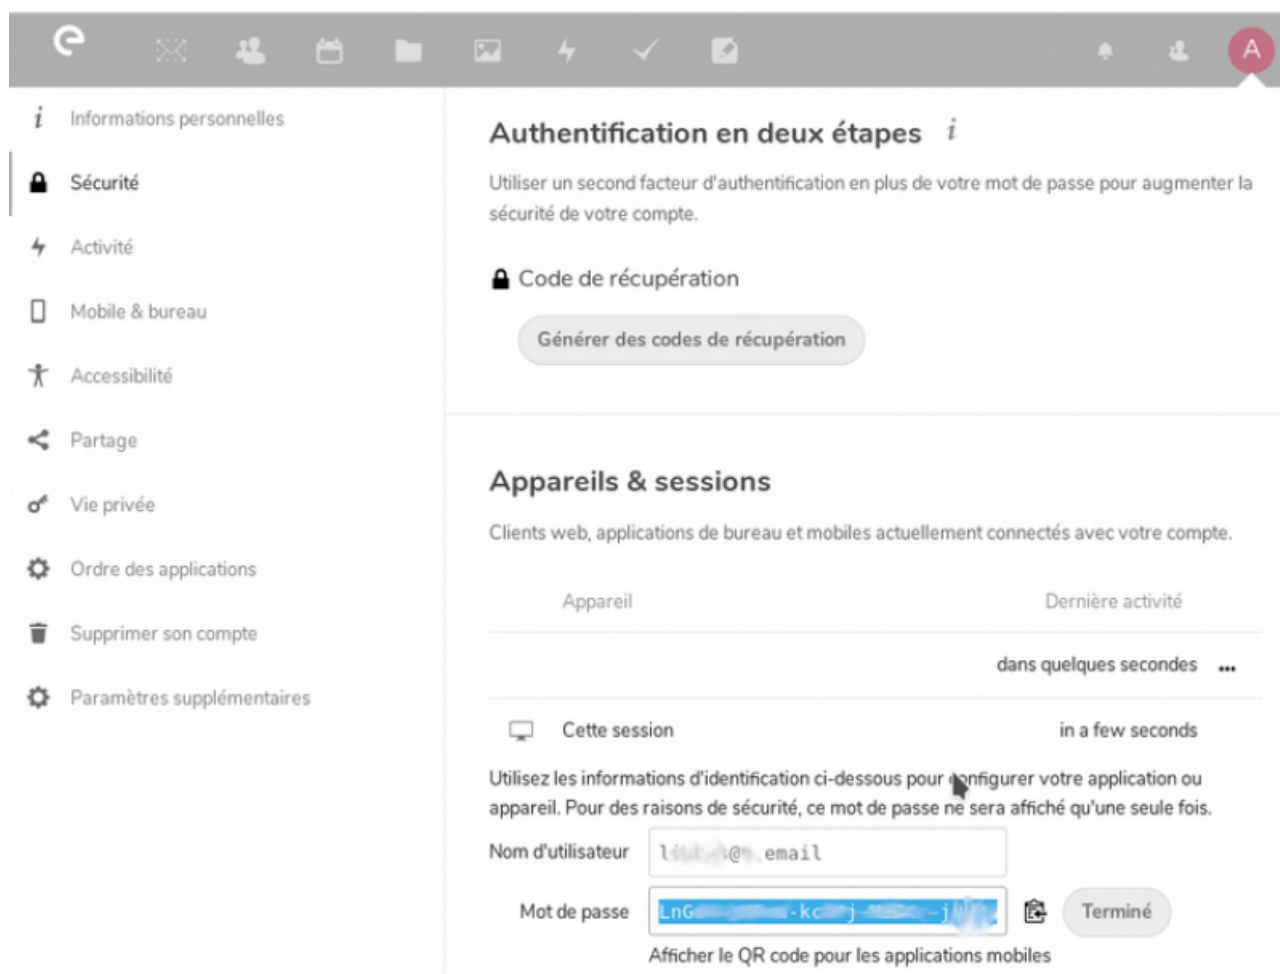 e
A
Informations personnelles
Sécurité
Activité
Mobile & bureau
Accessibilité
Partage
Vie privée
Ordre des applications
Supprimer son compte
Paramètres supplémentaires
Authentification en deux étapes i
Utiliser un second facteur d'authentification en plus de votre mot de passe pour augmenter la
sécurité de votre compte.
Code de récupération
Générer des codes de récupération
Appareils & sessions
Clients web, applications de bureau et mobiles actuellement connectés avec votre compte.
Appareil Dernière activité
dans quelques secondes ...
Cette session in a few seconds
Utilisez les informations d'identification ci-dessous pour configurer votre application ou
appareil. Pour des raisons de sécurité, ce mot de passe ne sera affiché qu'une seule fois.
Nom d'utilisateur email
Mot de passe Terminé
Afficher le QR code pour les applications mobiles